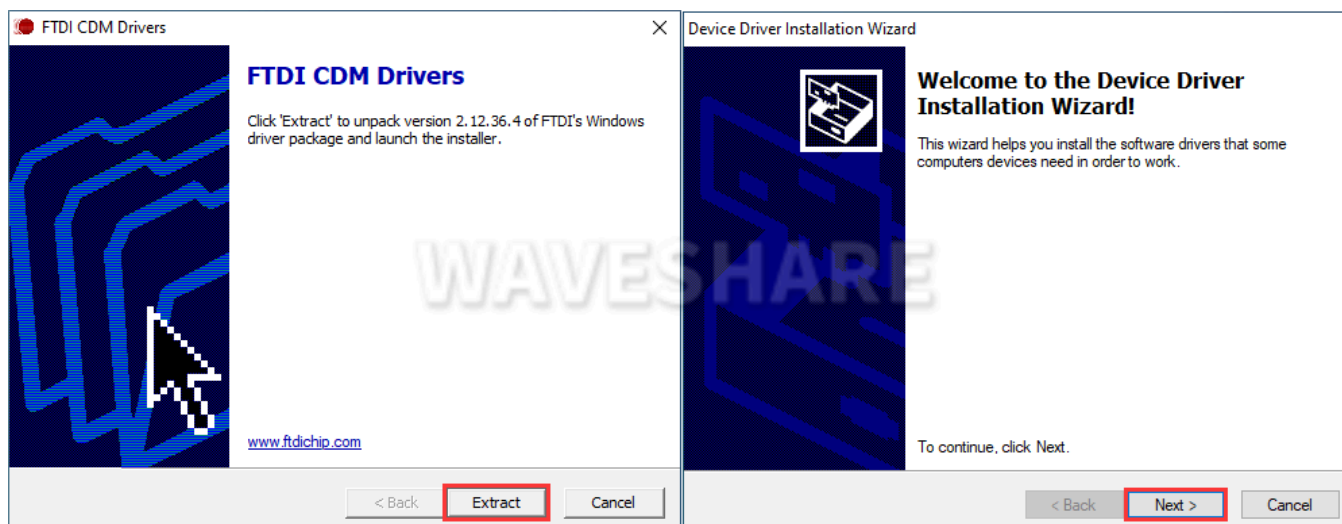 FTDI CDM Drivers
FTDI CDM Drivers
Click 'Extract' to unpack version 2.12.36.4 of FTDI's Windows
driver package and launch the installer.
www.ftdichip.com
< Back
Extract
Cancel
Device Driver Installation Wizard
Welcome to the Device Driver
Installation Wizard!
This wizard helps you install the software drivers that some
computers devices need in order to work.
To continue, click Next.
< Back
Next >
Cancel
WAVESHARE